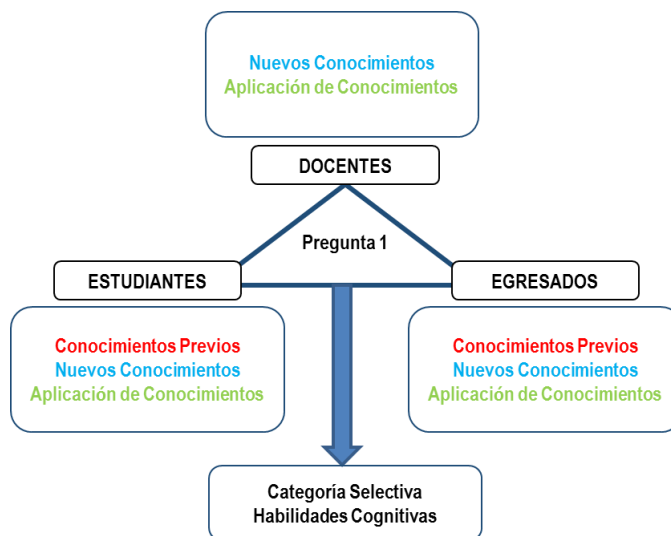 Nuevos Conocimientos
Aplicación de Conocimientos
DOCENTES
Pregunta 1
ESTUDIANTES
EGRESADOS
Conocimientos Previos
Nuevos Conocimientos
Aplicación de Conocimientos
Conocimientos Previos
Nuevos Conocimientos
Aplicación de Conocimientos
Categoría Selectiva
Habilidades Cognitivas